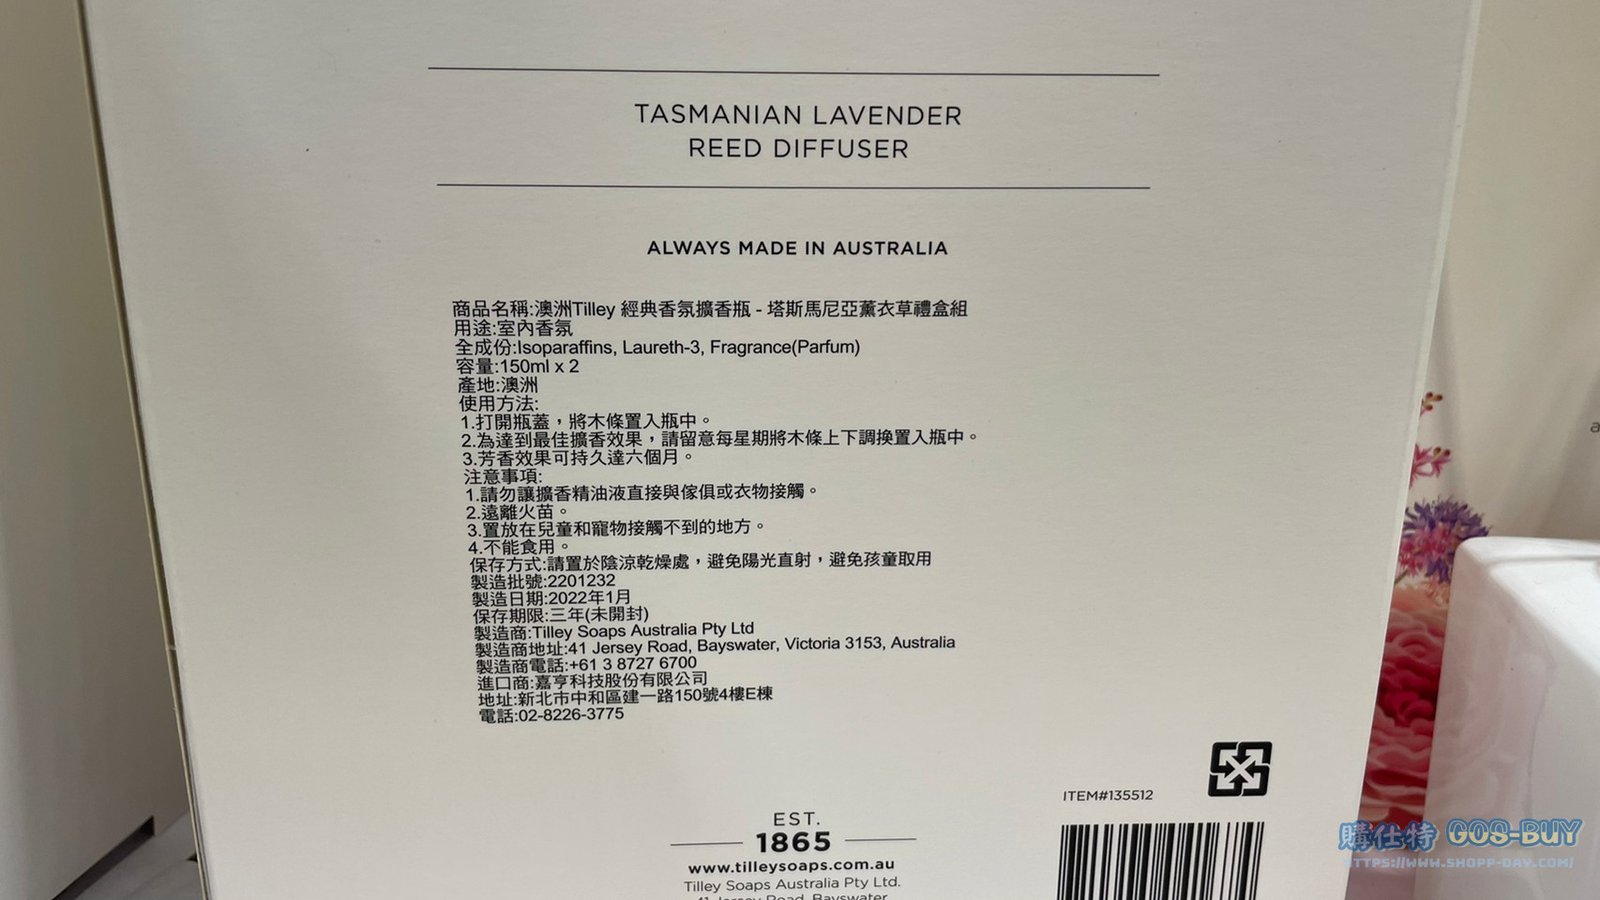 TASMANIAN LAVENDER
REED DIFFUSER
ALWAYS MADE IN AUSTRALIA
商品名稱:澳洲Tilley 經典香氛擴香瓶 - 塔斯馬尼亞薰衣草禮盒組
用途:室內香氛
全成份:Isoparaffins, Laureth-3, Fragrance(Parfum)
容量:150ml x 2
產地:澳洲
使用方法:
1.打開瓶蓋，將木條置入瓶中。
2.為達到最佳擴香效果，請留意每星期將木條上下調換置入瓶中。
3.芳香效果可持久達六個月。
注意事項:
1.請勿讓擴香精油液直接與傢俱或衣物接觸。
2.遠離火苗。
3.置放在兒童和寵物接觸不到的地方。
4.不能食用。
保存方式:請置於陰涼乾燥處，避免陽光直射，避免孩童取用
製造批號:2201232
製造日期:2022年1月
保存期限:三年(未開封)
製造商:Tilley Soaps Australia Pty Ltd
製造商地址:41 Jersey Road, Bayswater, Victoria 3153, Australia
製造商電話:+61 3 8727 6700
進口商:嘉亨科技股份有限公司
地址:新北市中和區建一路150號4樓E棟
電話:02-8226-3775
ITEM#135512
EST.
1865
www.tilleysoaps.com.au
Tilley Soaps Australia Pty Ltd.
41 Jersey Road, Bayswater
購仕特 GOS-BUY
HTTPS://WWW.SHOPP-DAY.COM/